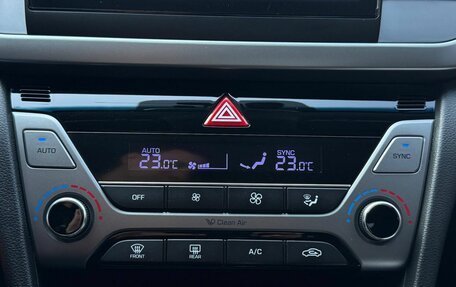 AUTO SYNC
AUTO 23.0°C 23.0°C SYNC
OFF
Clean Air
FRONT REAR A/C